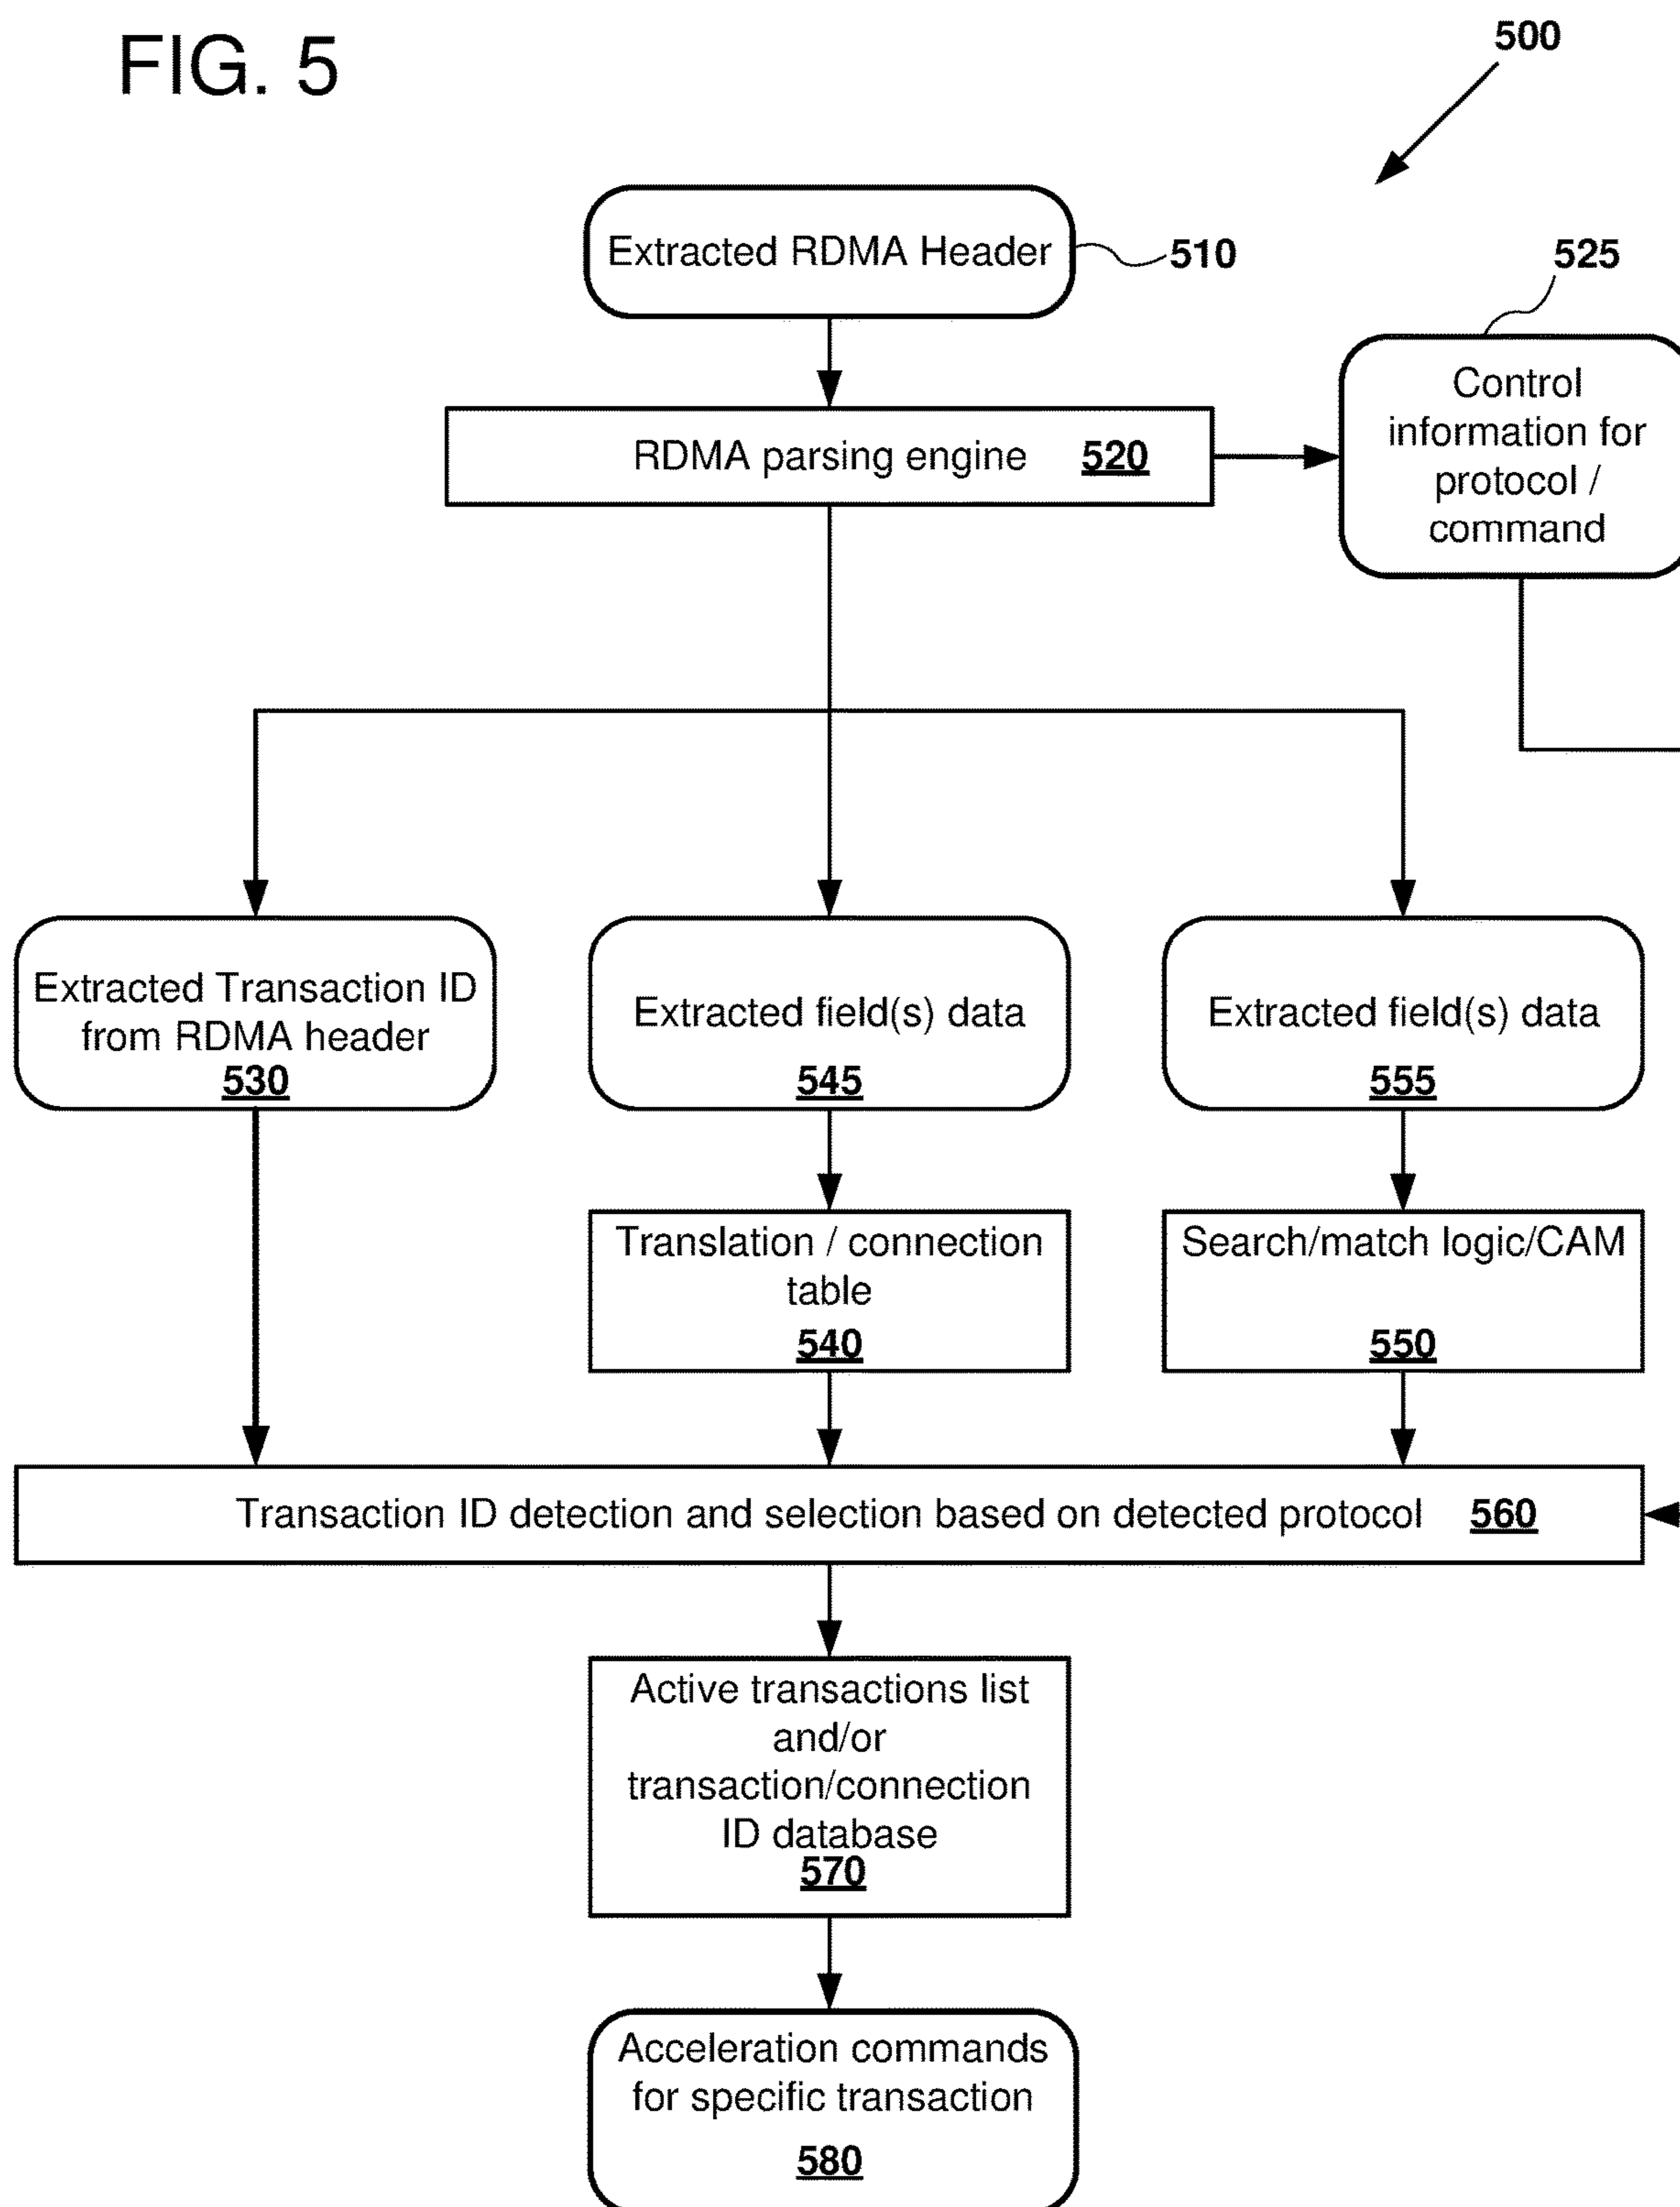 FIG. 5
500
Extracted RDMA Header
510
525
Control
information for
protocol /
command
RDMA parsing engine 520
Extracted Transaction ID
from RDMA header
530
Extracted field(s) data
545
Extracted field(s) data
555
Translation / connection
table
540
Search/match logic/CAM
550
Transaction ID detection and selection based on detected protocol 560
Active transactions list
and/or
transaction/connection
ID database
570
Acceleration commands
for specific transaction
580